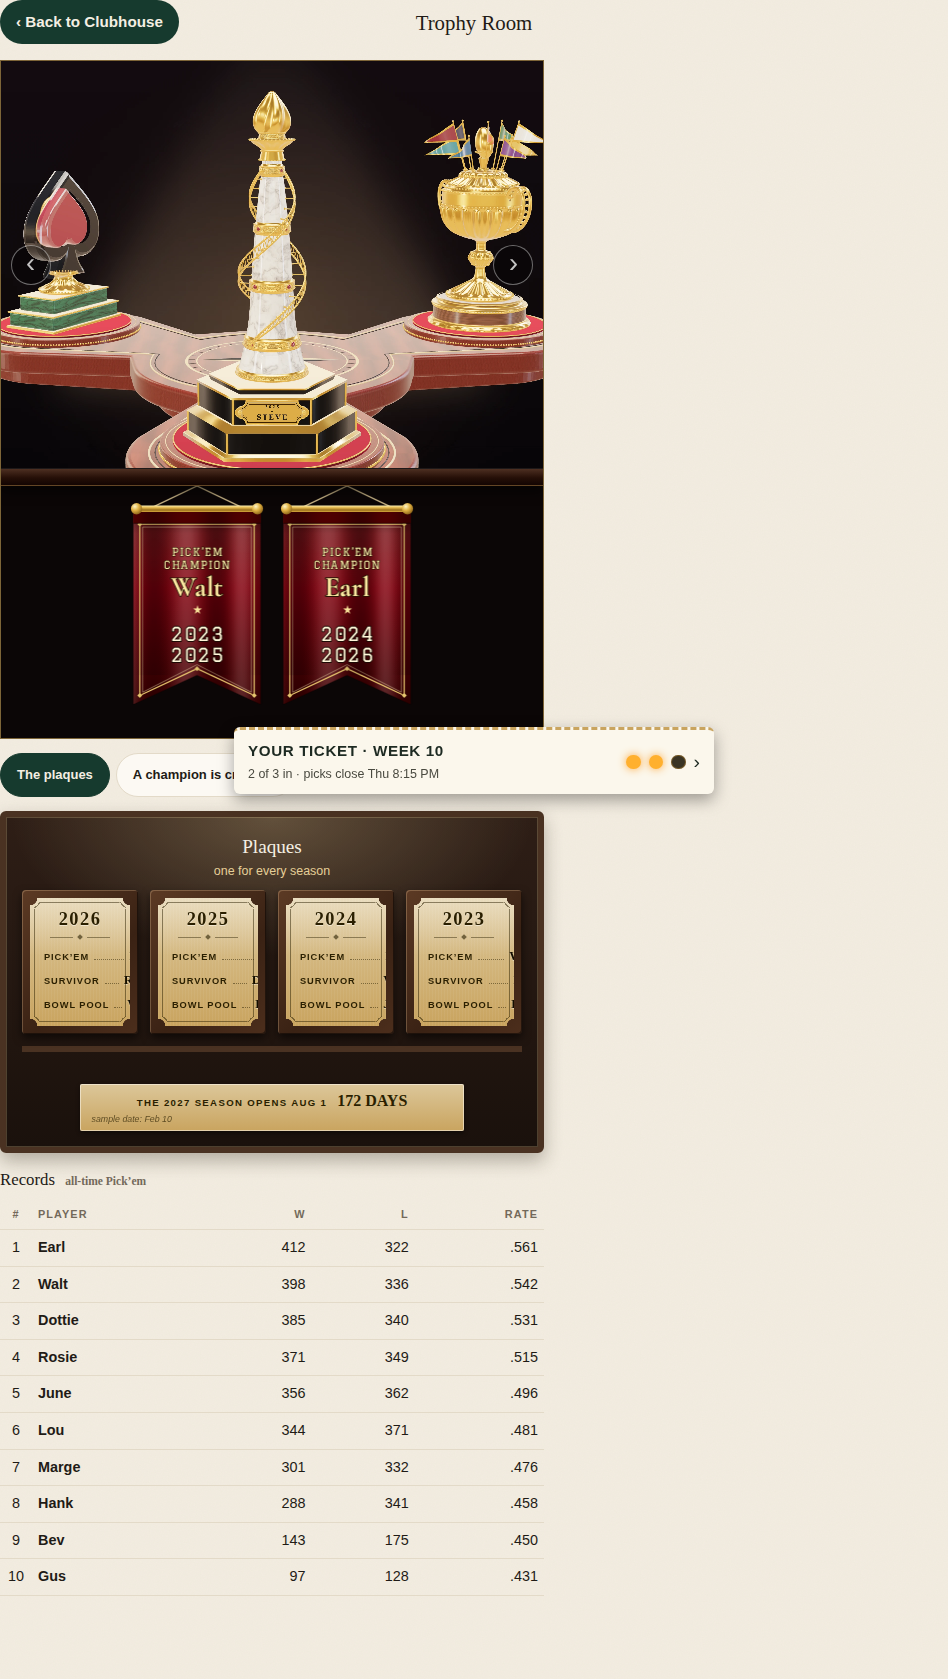 ‹ Back to Clubhouse
Trophy Room
STEVE
PICK'EM
CHAMPION
Walt
★
2023
2025
PICK'EM
CHAMPION
Earl
★
2024
2026
The plaques
A champion is
YOUR TICKET · WEEK 10
2 of 3 in · picks close Thu 8:15 PM
Plaques
one for every season
2026
PICK'EM
SURVIVOR
BOWL POOL
2025
PICK'EM
SURVIVOR
BOWL POOL
2024
PICK'EM
SURVIVOR
BOWL POOL
2023
PICK'EM
SURVIVOR
BOWL POOL
THE 2027 SEASON OPENS AUG 1 172 DAYS
sample date: Feb 10
Records all-time Pick’em
# PLAYER W L RATE
1 Earl 412 322 .561
2 Walt 398 336 .542
3 Dottie 385 340 .531
4 Rosie 371 349 .515
5 June 356 362 .496
6 Lou 344 371 .481
7 Marge 301 332 .476
8 Hank 288 341 .458
9 Bev 143 175 .450
10 Gus 97 128 .431